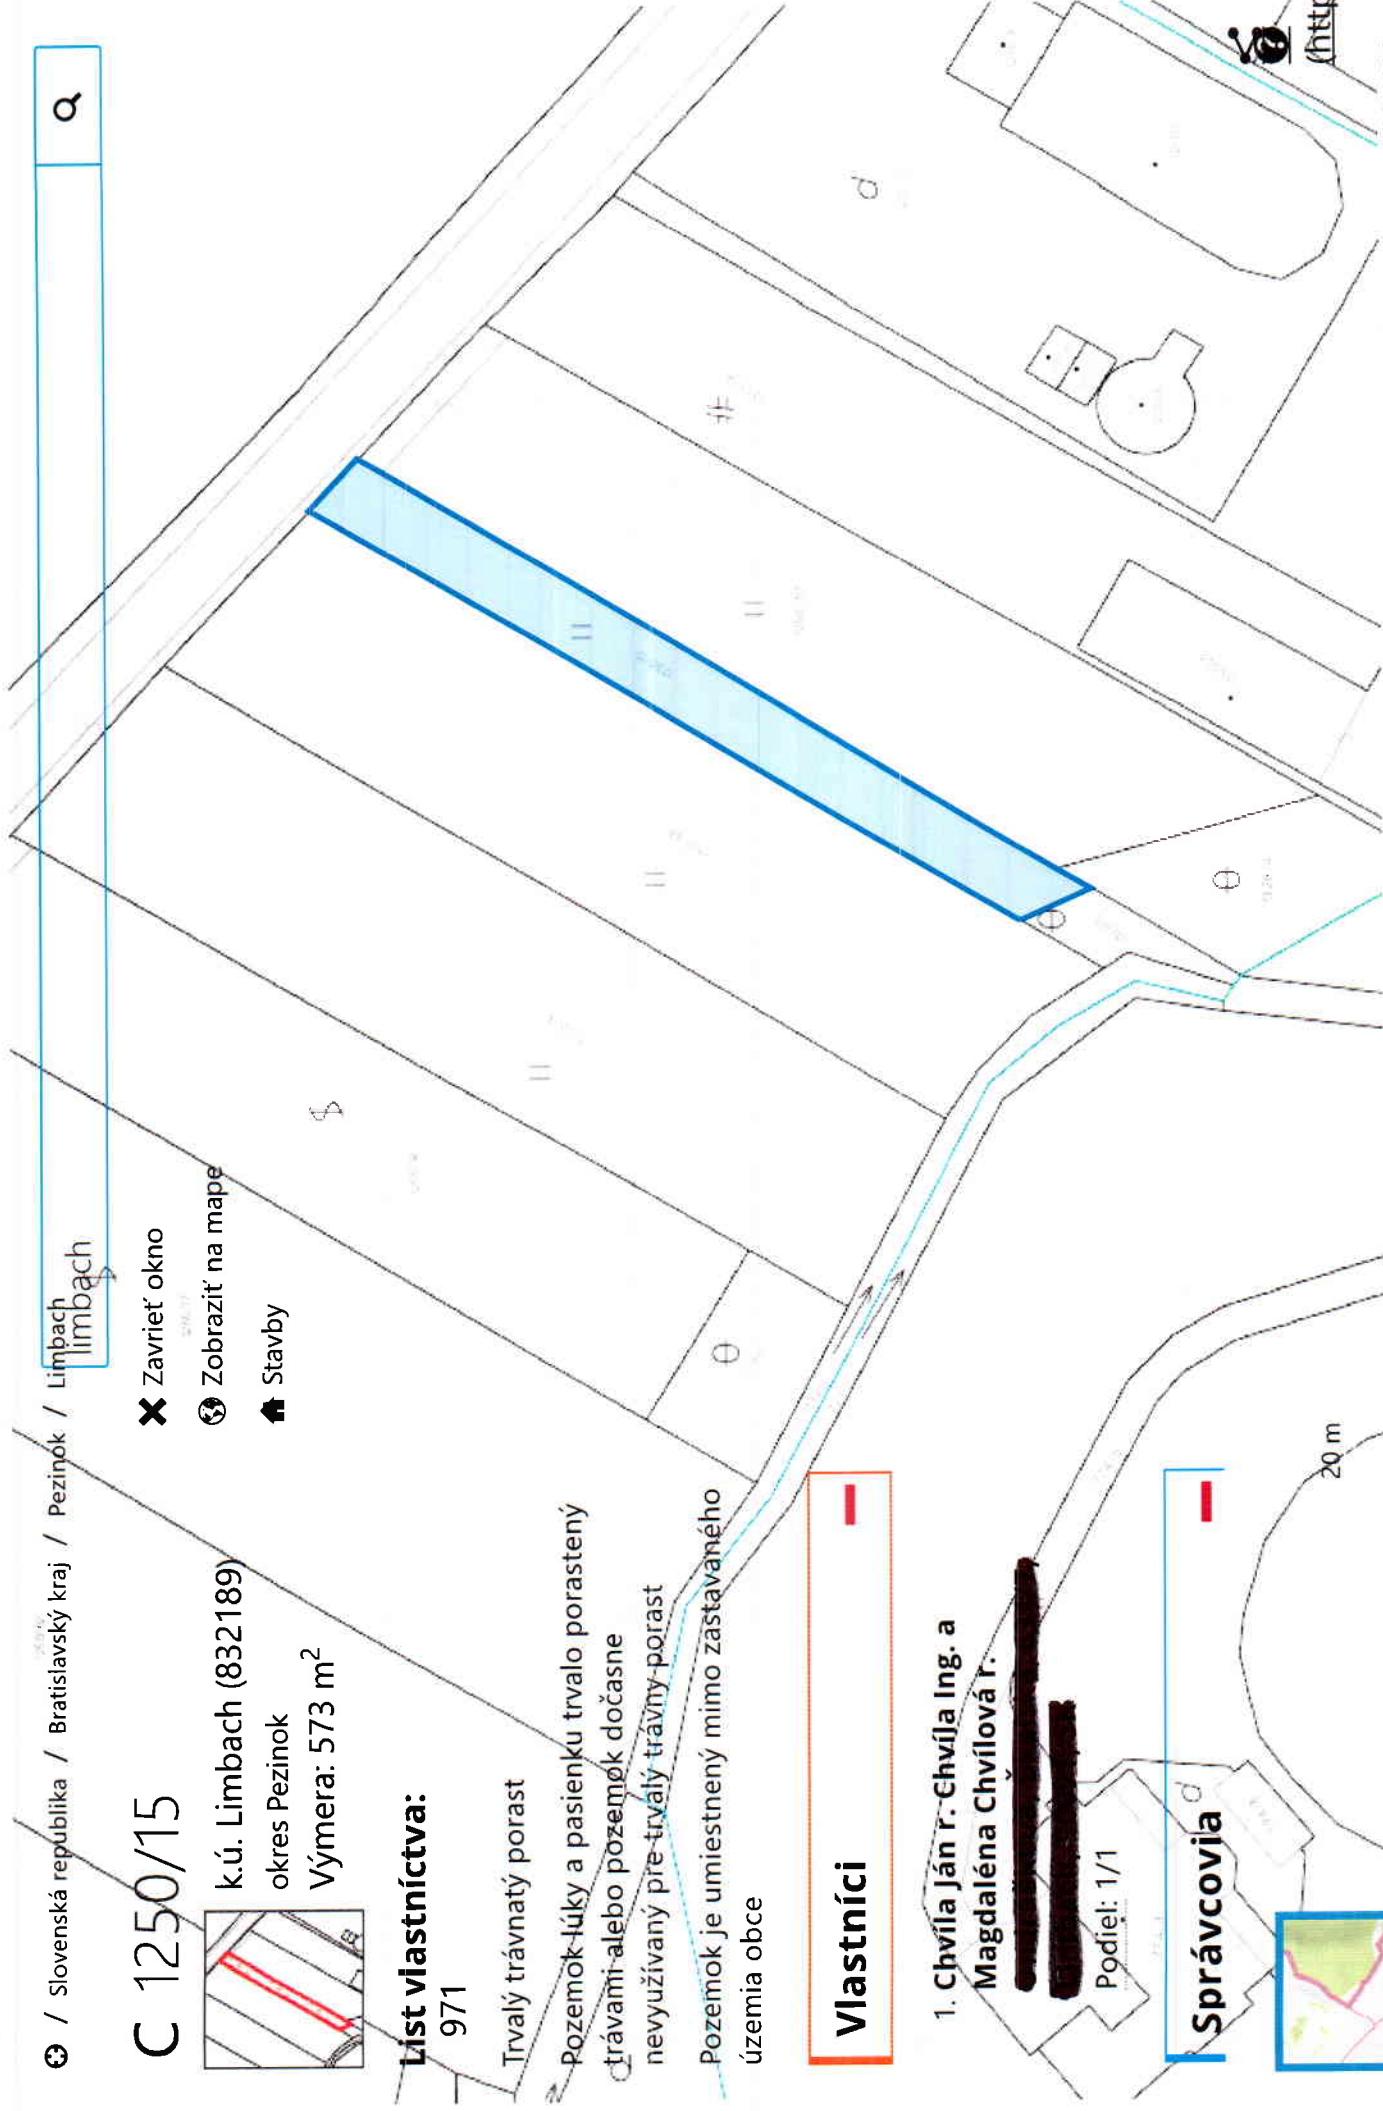 / Slovenská republika / Bratislavský kraj / Pezinok / Limbach
limbach
C 1250/15
k.ú. Limbach (832189)
okres Pezinok
Výmera: 573 m²
Zavrieť okno
Zobraziť na mape
Stavby
List vlastníctva:
971
Trvalý trávnatý porast
Pozemok lúky a pasienku trvalo porastený
trávami alebo pozemok dočasne
nevyužívaný pre trvalý trávny porast
Pozemok je umiestnený mimo zastavaného
územia obce
Vlastníci
1. Chvíla Ján r. Chvíla Ing. a
Magdaléna Chvílová r.
Podiel: 1/1
Správcovia
20 m
(http